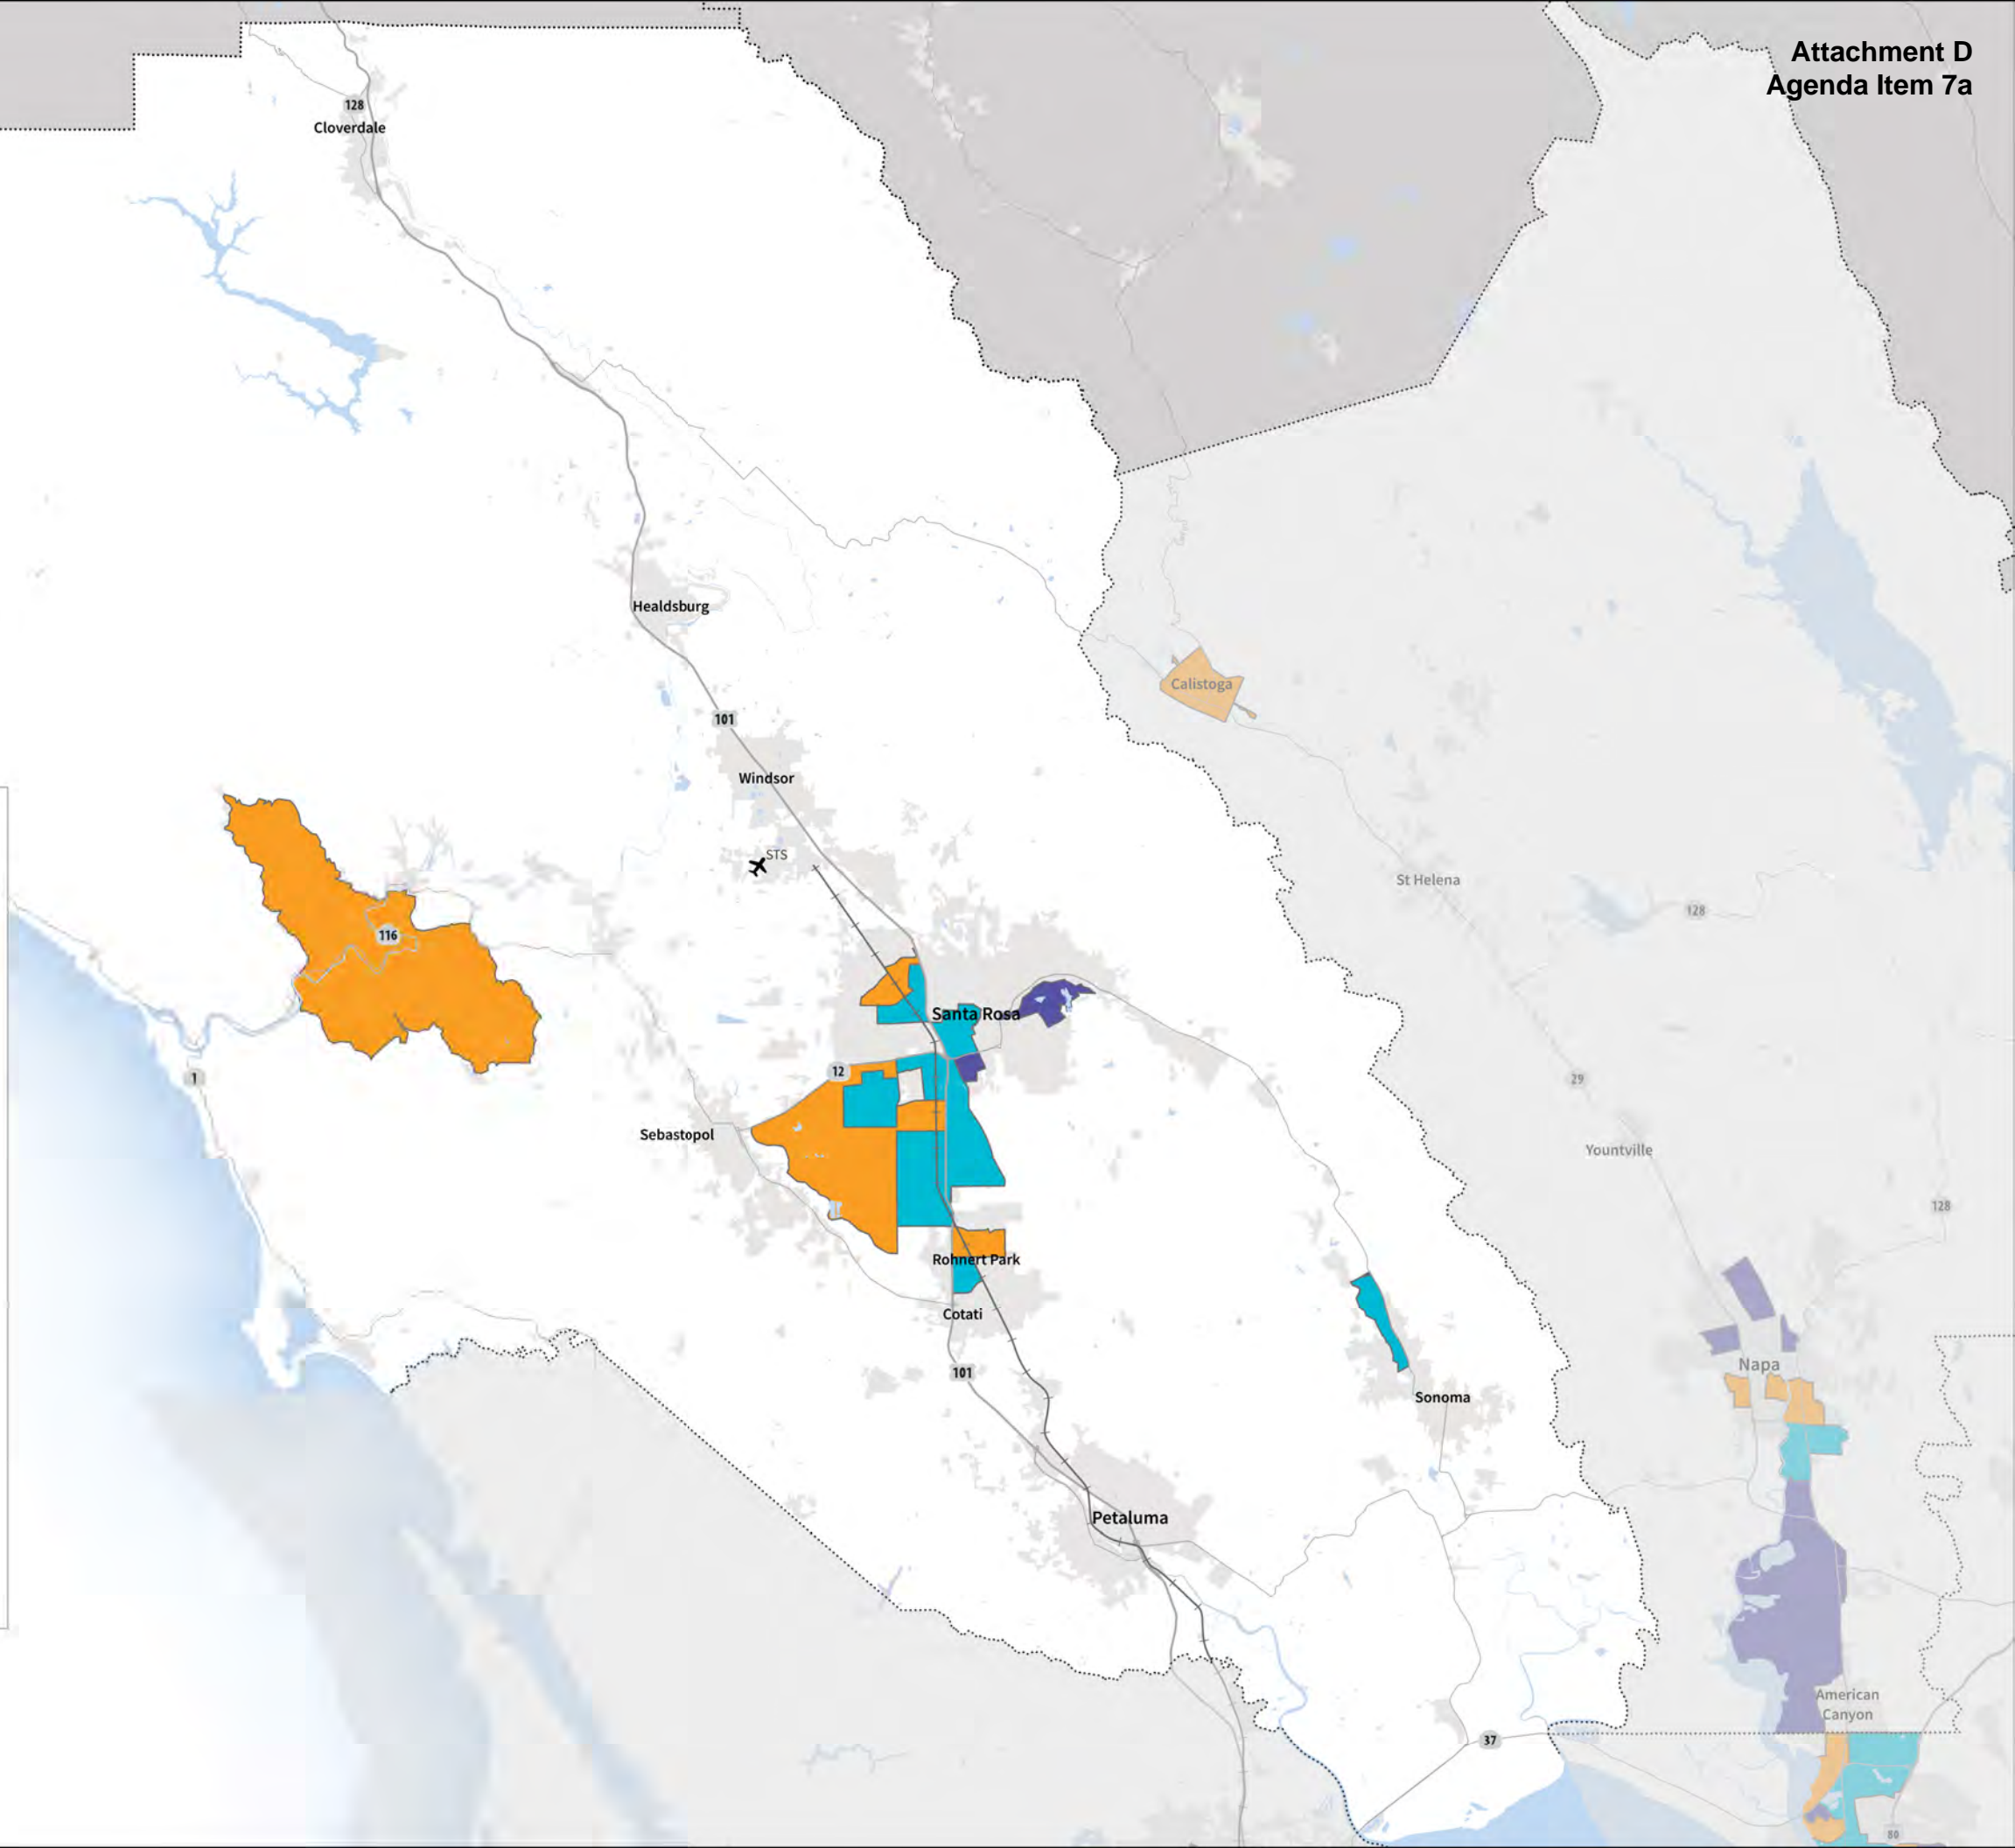 Attachment D
Agenda Item 7a
128
Cloverdale
Healdsburg
101
Calistoga
Windsor
STS
St Helena
128
116
Santa Rosa
12
1
29
Sebastopol
Yountville
128
Rohnert Park
Cotati
Napa
101
Sonoma
Petaluma
American
Canyon
37
80